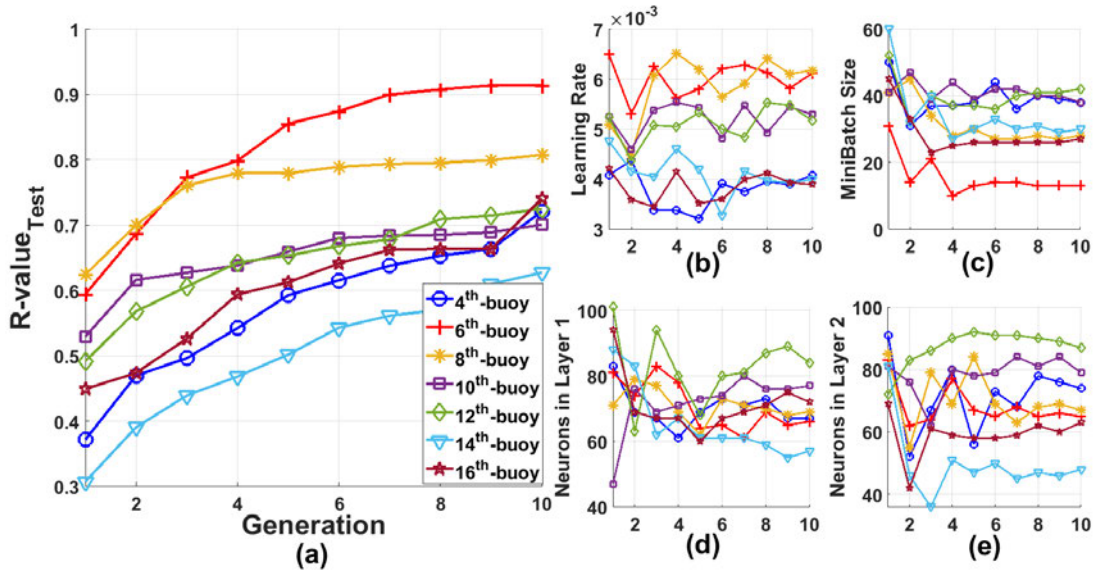 R-value_Test
1
0.9
0.8
0.7
0.6
0.5
0.4
0.3
2 4 6 8 10
Generation
(a)
4th-buoy
6th-buoy
8th-buoy
10th-buoy
12th-buoy
14th-buoy
16th-buoy
×10^-3
Learning Rate
7
6
5
4
3
2 4 6 8 10
(b)
MiniBatch Size
60
40
20
0
2 4 6 8 10
(c)
Neurons in Layer 1
100
80
60
40
2 4 6 8 10
(d)
Neurons in Layer 2
100
80
60
40
2 4 6 8 10
(e)